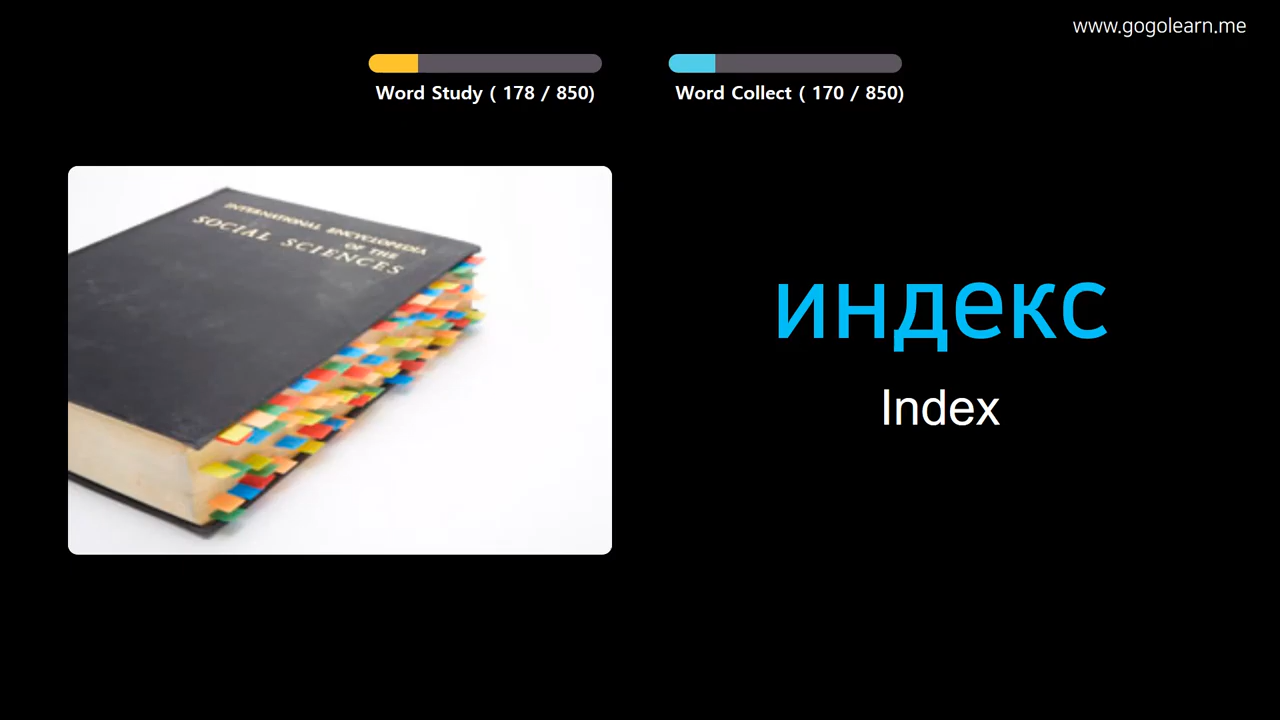 www.gogolearn.me
Word Study ( 178 / 850)
Word Collect ( 170 / 850)
INTERNATIONAL ENCYCLOPEDIA
OF THE
SOCIAL SCIENCES
индекс
Index